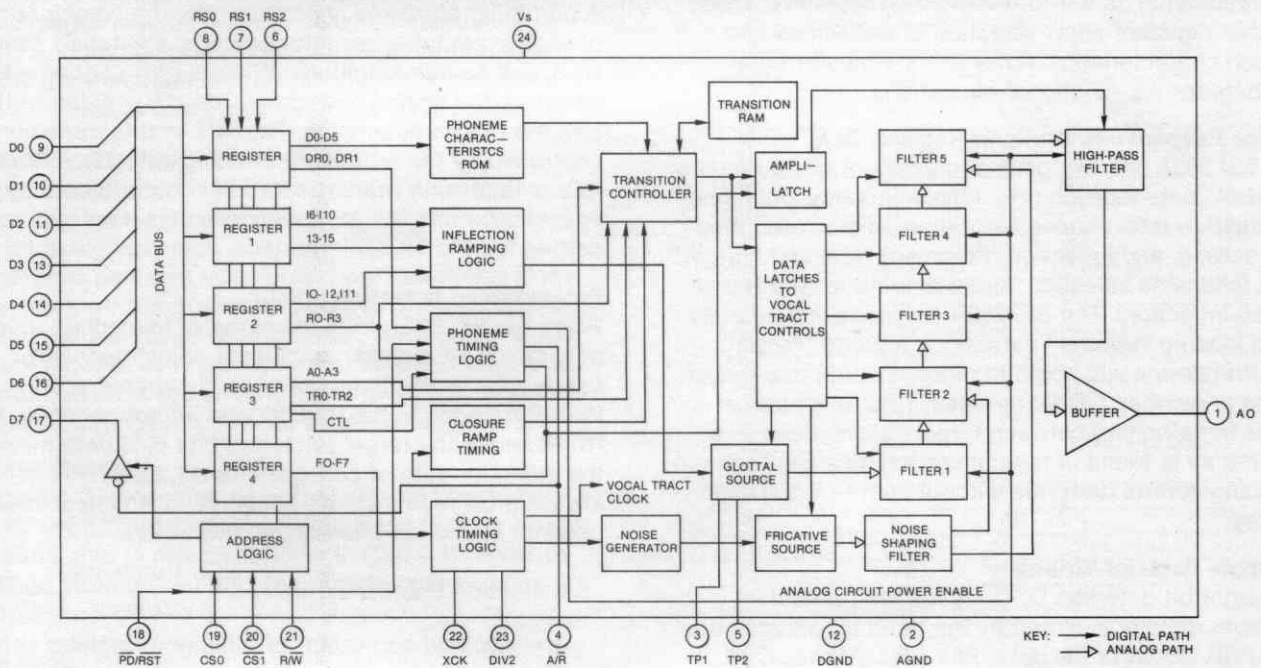 RS0 RS1 RS2
8 7 6
Vs
24
D0 9
D1 10
D2 11
D3 13
D4 14
D5 15
D6 16
D7 17
DATA BUS
REGISTER 0
REGISTER 1
REGISTER 2
REGISTER 3
REGISTER 4
ADDRESS LOGIC
D0-D5
DR0, DR1
I6-I10
13-15
IO- I2,I11
RO-R3
A0-A3
TR0-TR2
CTL
FO-F7
PHONEME CHARAC- TERISTCS ROM
INFLECTION RAMPING LOGIC
PHONEME TIMING LOGIC
CLOSURE RAMP TIMING
CLOCK TIMING LOGIC
TRANSITION RAM
TRANSITION CONTROLLER
AMPLI- LATCH
DATA LATCHES TO VOCAL TRACT CONTROLS
GLOTTAL SOURCE
VOCAL TRACT CLOCK
NOISE GENERATOR
FRICATIVE SOURCE
NOISE SHAPING FILTER
FILTER 5
FILTER 4
FILTER 3
FILTER 2
FILTER 1
HIGH-PASS FILTER
BUFFER
1 AO
ANALOG CIRCUIT POWER ENABLE
18 19 20 21 22 23 4 3 5 12 2
PD/RST CS0 CS1 R/W XCK DIV2 A/R TP1 TP2 DGND AGND
KEY: DIGITAL PATH
ANALOG PATH